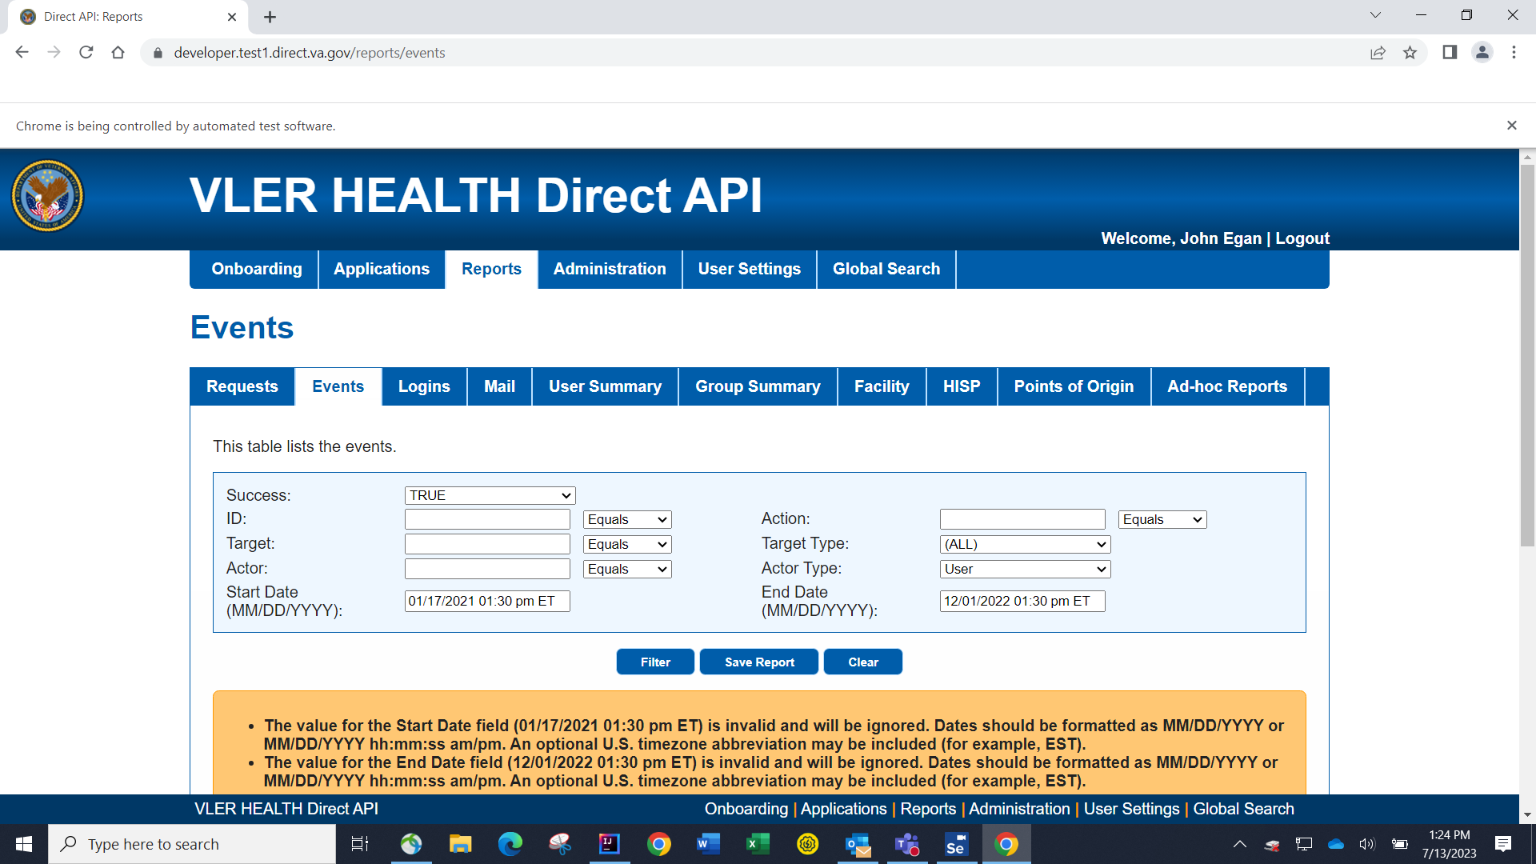 Direct API: Reports
developer.test1.direct.va.gov/reports/events
Chrome is being controlled by automated test software.
VLER HEALTH Direct API
Welcome, John Egan | Logout
Onboarding Applications Reports Administration User Settings Global Search
Events
Requests Events Logins Mail User Summary Group Summary Facility HISP Points of Origin Ad-hoc Reports
This table lists the events.
Success: TRUE
ID: Equals Action: Equals
Target: Equals Target Type: (ALL)
Actor: Equals Actor Type: User
Start Date (MM/DD/YYYY): 01/17/2021 01:30 pm ET End Date (MM/DD/YYYY): 12/01/2022 01:30 pm ET
Filter Save Report Clear
• The value for the Start Date field (01/17/2021 01:30 pm ET) is invalid and will be ignored. Dates should be formatted as MM/DD/YYYY or
MM/DD/YYYY hh:mm:ss am/pm. An optional U.S. timezone abbreviation may be included (for example, EST).
• The value for the End Date field (12/01/2022 01:30 pm ET) is invalid and will be ignored. Dates should be formatted as MM/DD/YYYY or
MM/DD/YYYY hh:mm:ss am/pm. An optional U.S. timezone abbreviation may be included (for example, EST).
VLER HEALTH Direct API Onboarding | Applications | Reports | Administration | User Settings | Global Search
Type here to search
1:24 PM
7/13/2023